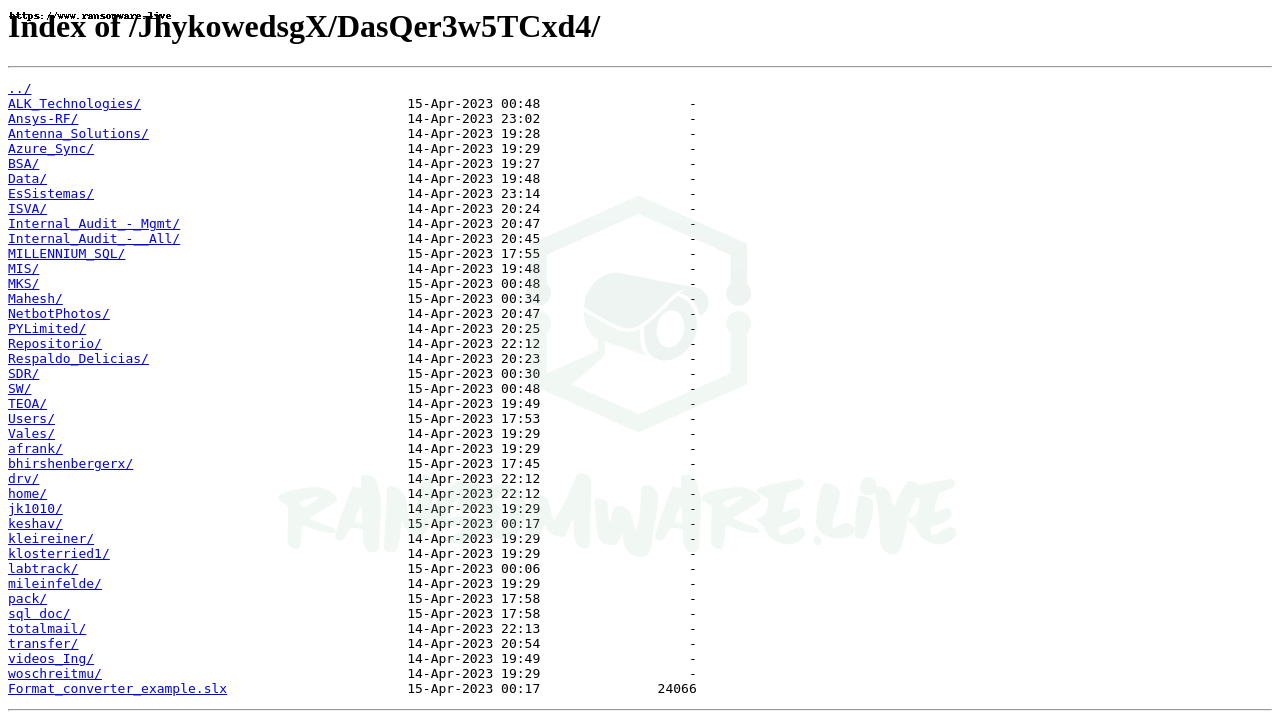 https://www.ransomware.live
Index of /JhykowedsgX/DasQer3w5TCxd4/
../
ALK_Technologies/ 15-Apr-2023 00:48 -
Ansys-RF/ 14-Apr-2023 23:02 -
Antenna_Solutions/ 14-Apr-2023 19:28 -
Azure_Sync/ 14-Apr-2023 19:29 -
BSA/ 14-Apr-2023 19:27 -
Data/ 14-Apr-2023 19:48 -
EsSistemas/ 14-Apr-2023 23:14 -
ISVA/ 14-Apr-2023 20:24 -
Internal_Audit_-_Mgmt/ 14-Apr-2023 20:47 -
Internal_Audit_-__All/ 14-Apr-2023 20:45 -
MILLENNIUM_SQL/ 15-Apr-2023 17:55 -
MIS/ 14-Apr-2023 19:48 -
MKS/ 15-Apr-2023 00:48 -
Mahesh/ 15-Apr-2023 00:34 -
NetbotPhotos/ 14-Apr-2023 20:47 -
PYLimited/ 14-Apr-2023 20:25 -
Repositorio/ 14-Apr-2023 22:12 -
Respaldo_Delicias/ 14-Apr-2023 20:23 -
SDR/ 15-Apr-2023 00:30 -
SW/ 15-Apr-2023 00:48 -
TEOA/ 14-Apr-2023 19:49 -
Users/ 15-Apr-2023 17:53 -
Vales/ 14-Apr-2023 19:29 -
afrank/ 14-Apr-2023 19:29 -
bhirshenbergerx/ 15-Apr-2023 17:45 -
drv/ 14-Apr-2023 22:12 -
home/ 14-Apr-2023 22:12 -
jk1010/ 14-Apr-2023 19:29 -
keshav/ 15-Apr-2023 00:17 -
kleireiner/ 14-Apr-2023 19:29 -
klosterried1/ 14-Apr-2023 19:29 -
labtrack/ 15-Apr-2023 00:06 -
mileinfelde/ 14-Apr-2023 19:29 -
pack/ 15-Apr-2023 17:58 -
sql doc/ 15-Apr-2023 17:58 -
totalmail/ 14-Apr-2023 22:13 -
transfer/ 14-Apr-2023 20:54 -
videos_Ing/ 14-Apr-2023 19:49 -
woschreitmu/ 14-Apr-2023 19:29 -
Format_converter_example.slx 15-Apr-2023 00:17 24066
RANSOMWARE.LIVE